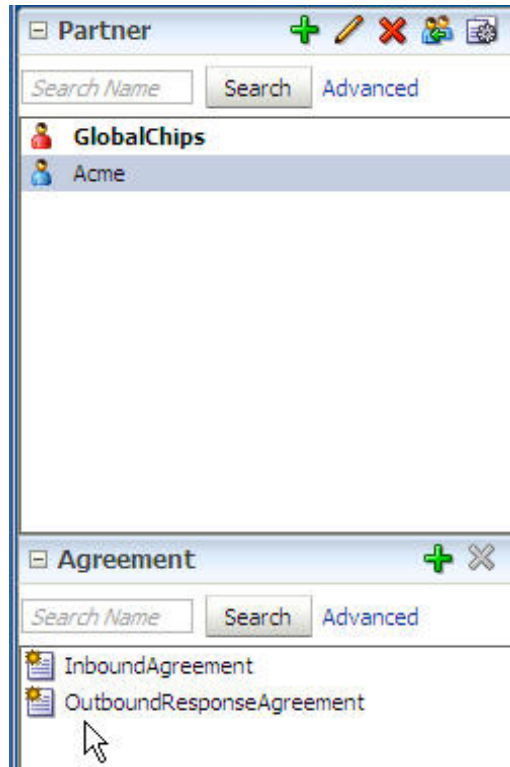 Partner
Search Name Search Advanced
GlobalChips
Acme
Agreement
Search Name Search Advanced
InboundAgreement
OutboundResponseAgreement